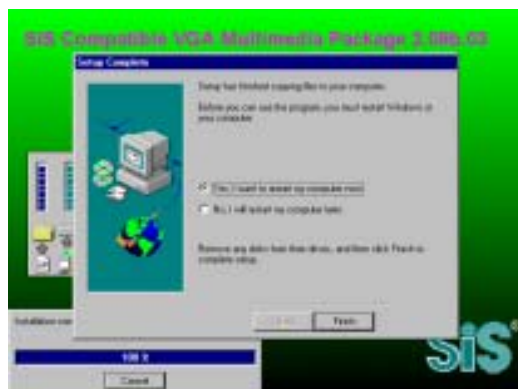 SiS Compatible VGA Multimedia Package 2.09b.03
Setup Complete
Setup has finished copying files to your computer.
Before you can use the program, you must restart Windows or
your computer.
Yes, I want to restart my computer now.
No, I will restart my computer later.
Remove any disks from their drives, and then click Finish to
complete setup.
Finish
Installation
100 %
Cancel
SiS